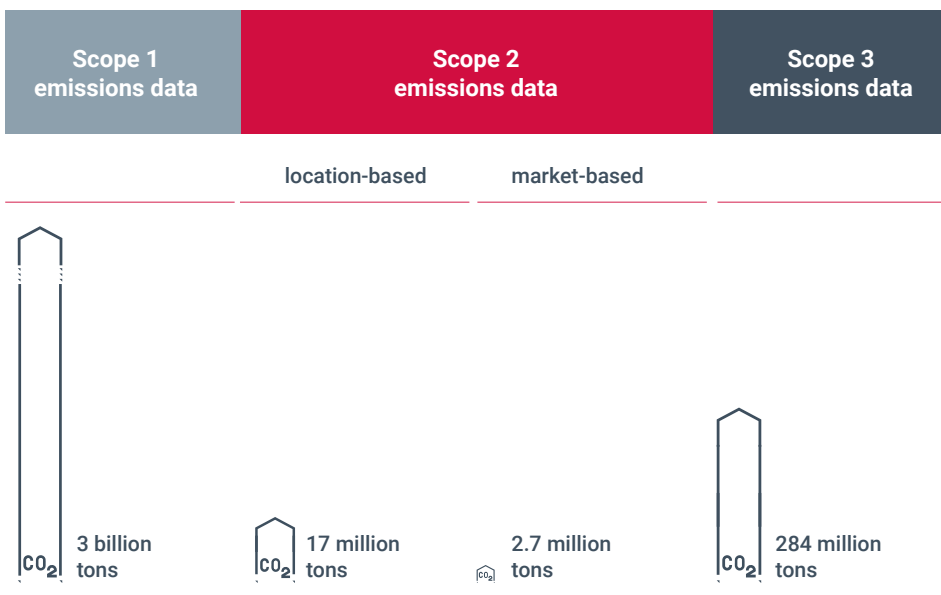 Scope 1
emissions data
Scope 2
emissions data
Scope 3
emissions data
location-based
market-based
CO₂
3 billion
tons
CO₂
17 million
tons
CO₂
2.7 million
tons
CO₂
284 million
tons